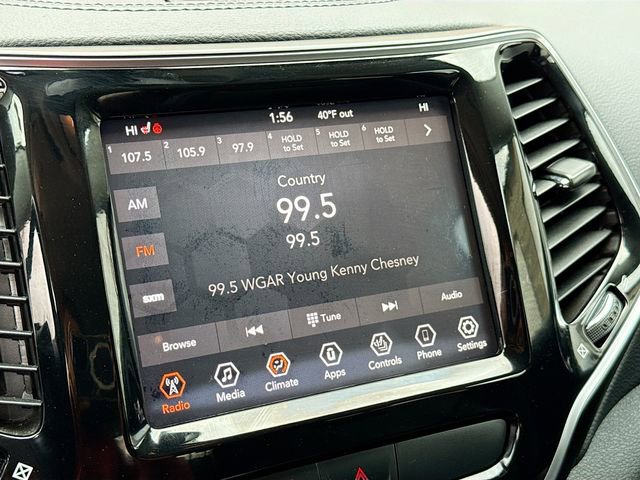 1:56 40°F out
HI HI
1 107.5 2 105.9 3 97.9 4 HOLD to Set 5 HOLD to Set 6 HOLD to Set
Country
AM 99.5
99.5
FM
99.5 WGAR Young Kenny Chesney
sxm
Browse Tune Audio
Radio Media Climate Apps Controls Phone Settings